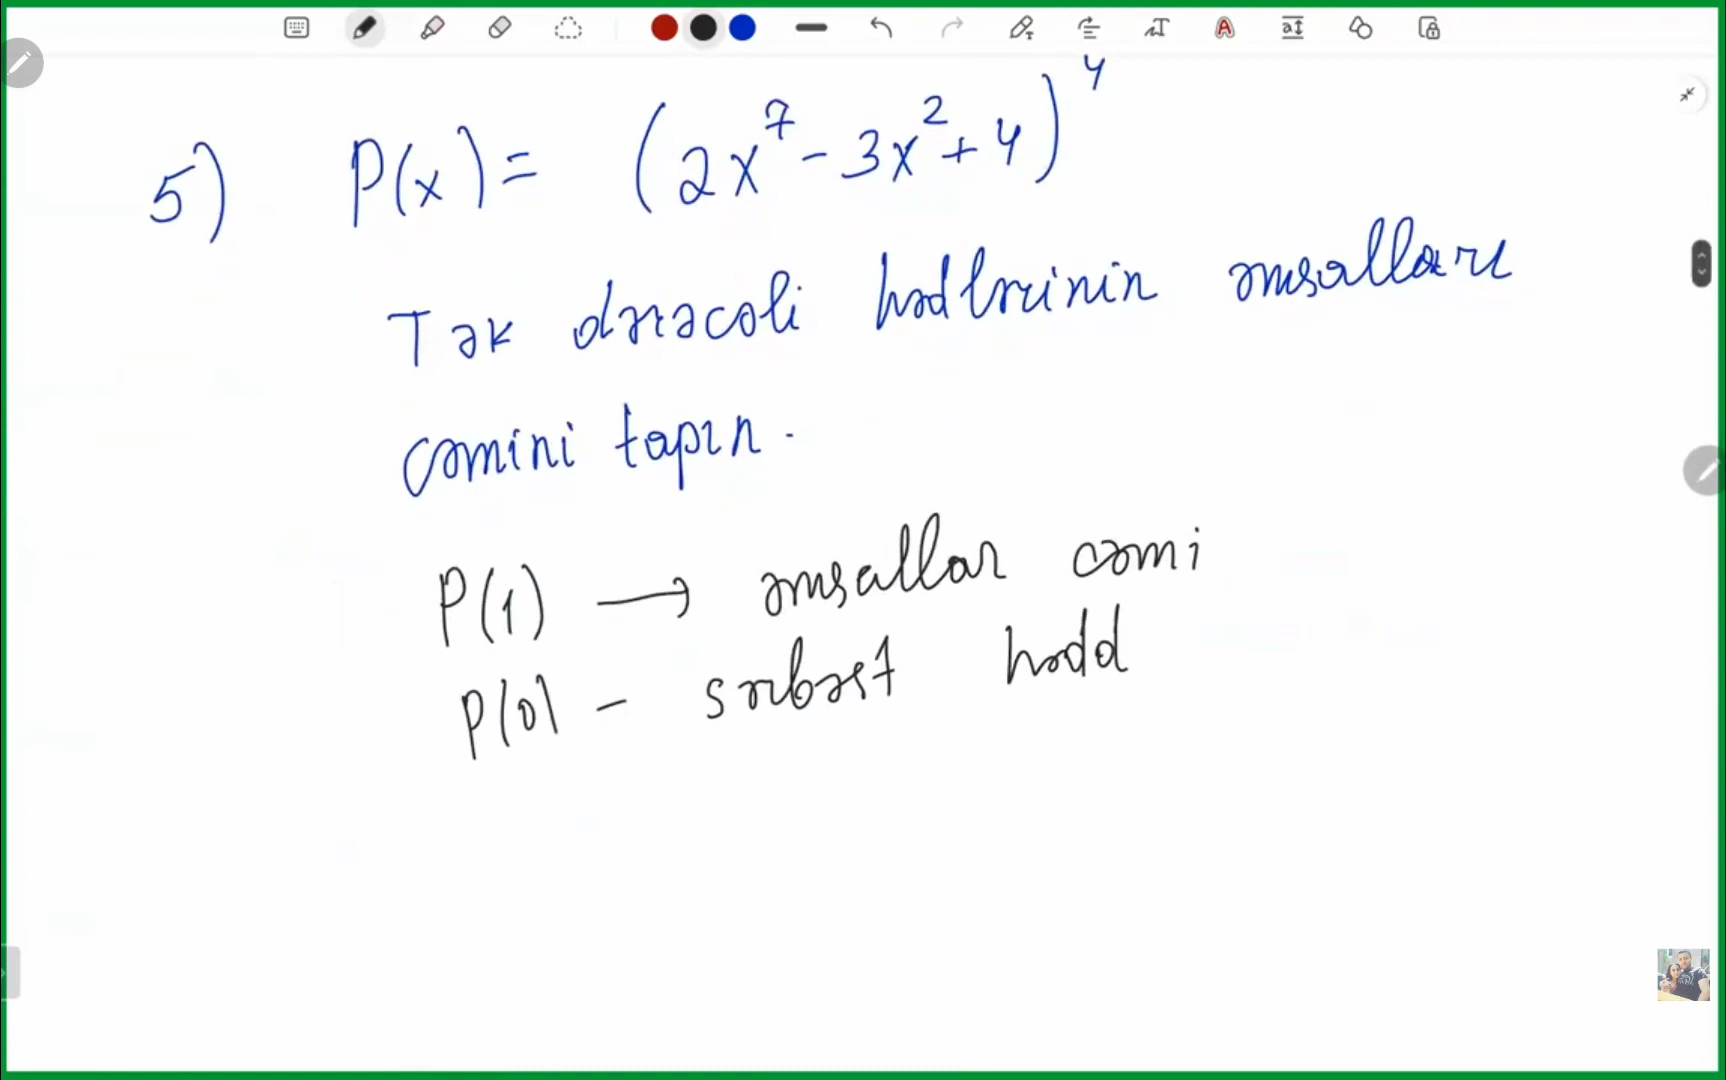 5) P(x) = (2x⁷ - 3x² + 4)⁴
Tək dərəcəli hədlərinin əmsalları
cəmini tapın.
P(1) → əmsallar cəmi
P(0) - sərbəst hədd